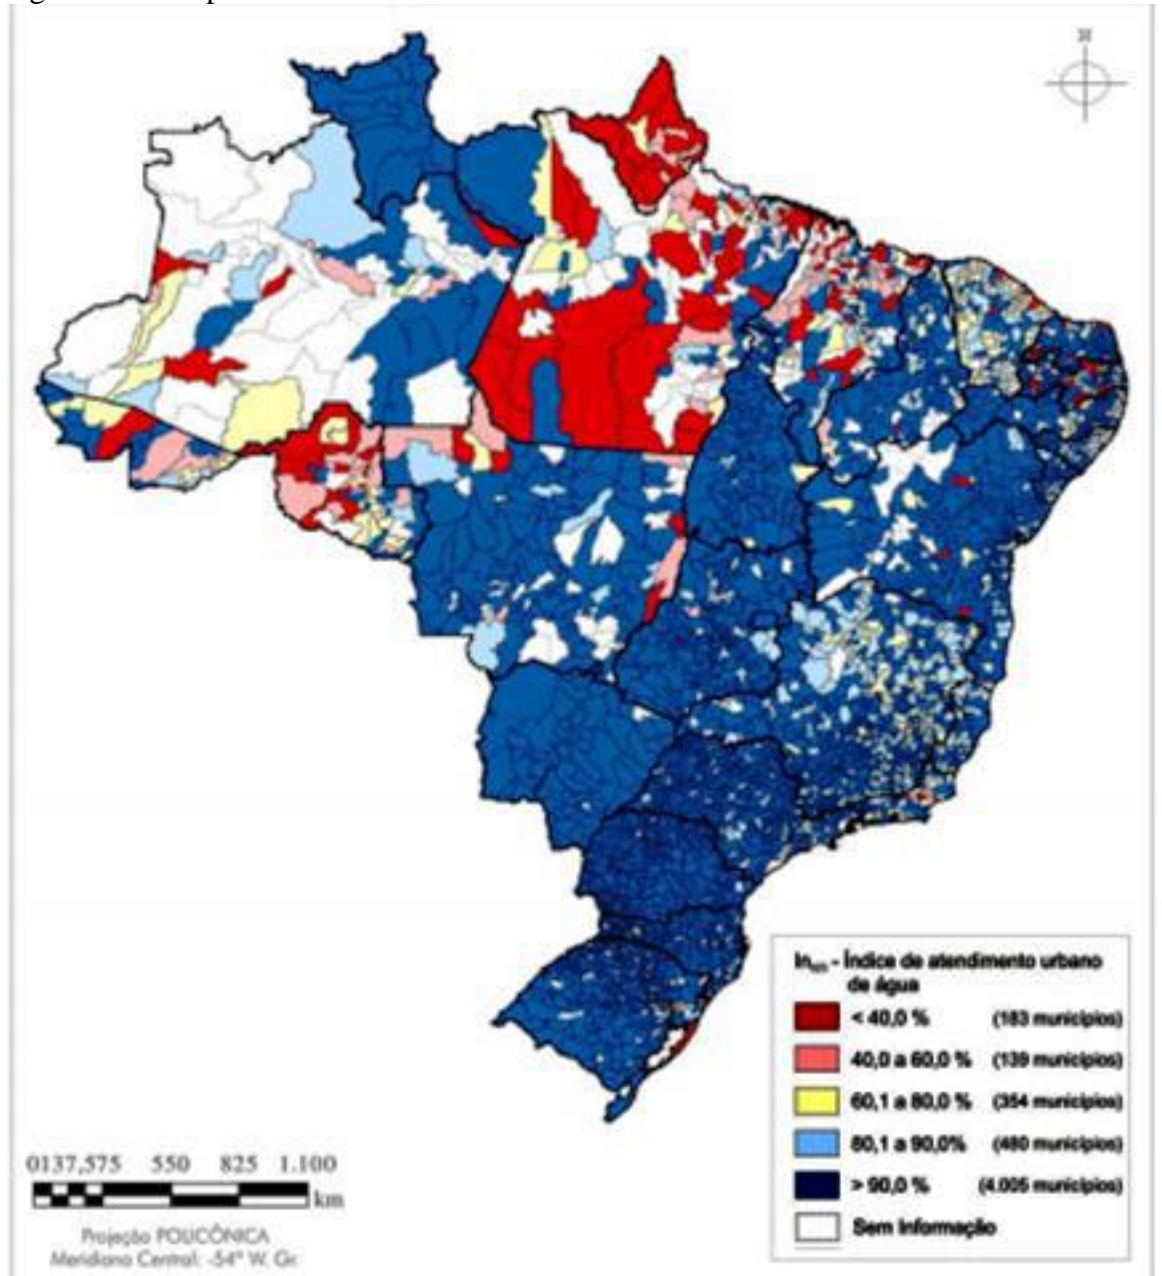 In - Índice de atendimento urbano
de água
< 40,0 % (183 municípios)
40,0 a 60,0 % (139 municípios)
60,1 a 80,0 % (354 municípios)
80,1 a 90,0% (480 municípios)
> 90,0 % (4.005 municípios)
Sem Informação
0137,575 550 825 1.100
km
Projeção POLICÔNICA
Meridiano Central: -54° W. Gr.